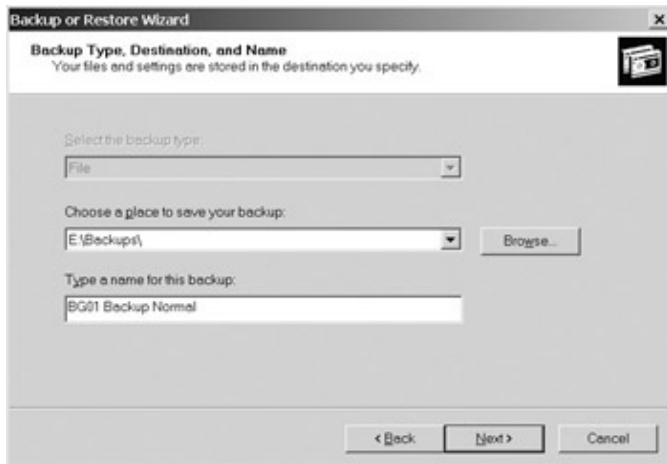 Backup or Restore Wizard
Backup Type, Destination, and Name
Your files and settings are stored in the destination you specify.
Select the backup type:
File
Choose a place to save your backup:
E:\Backups\
Browse...
Type a name for this backup:
BG01 Backup Normal
< Back
Next >
Cancel